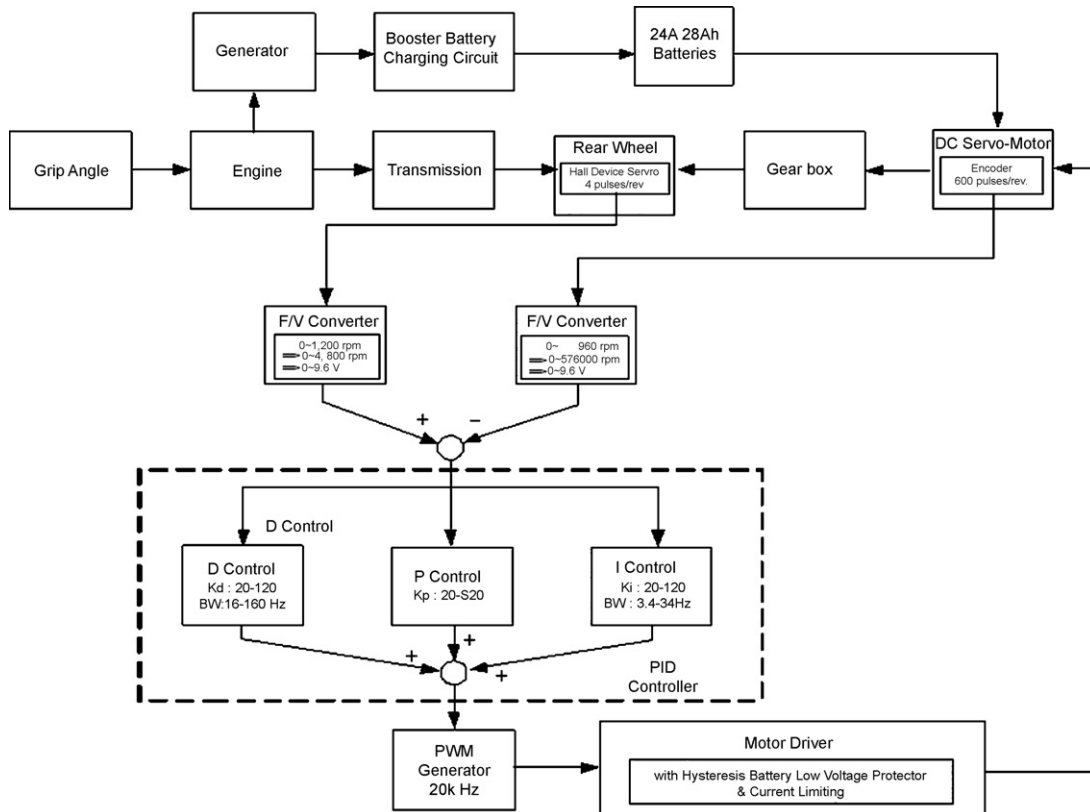 Generator
Booster Battery
Charging Circuit
24A 28Ah
Batteries
Grip Angle
Engine
Transmission
Rear Wheel
Hall Device Servro
4 pulses/rev
Gear box
DC Servo-Motor
Encoder
600 pulses/rev.
F/V Converter
0~1,200 rpm
0~4, 800 rpm
0~9.6 V
F/V Converter
0~ 960 rpm
0~576000 rpm
0~9.6 V
+
−
D Control
D Control
Kd : 20-120
BW:16-160 Hz
P Control
Kp : 20-S20
I Control
Ki : 20-120
BW : 3.4-34Hz
+
+
+
PID
Controller
PWM
Generator
20k Hz
Motor Driver
with Hysteresis Battery Low Voltage Protector
& Current Limiting